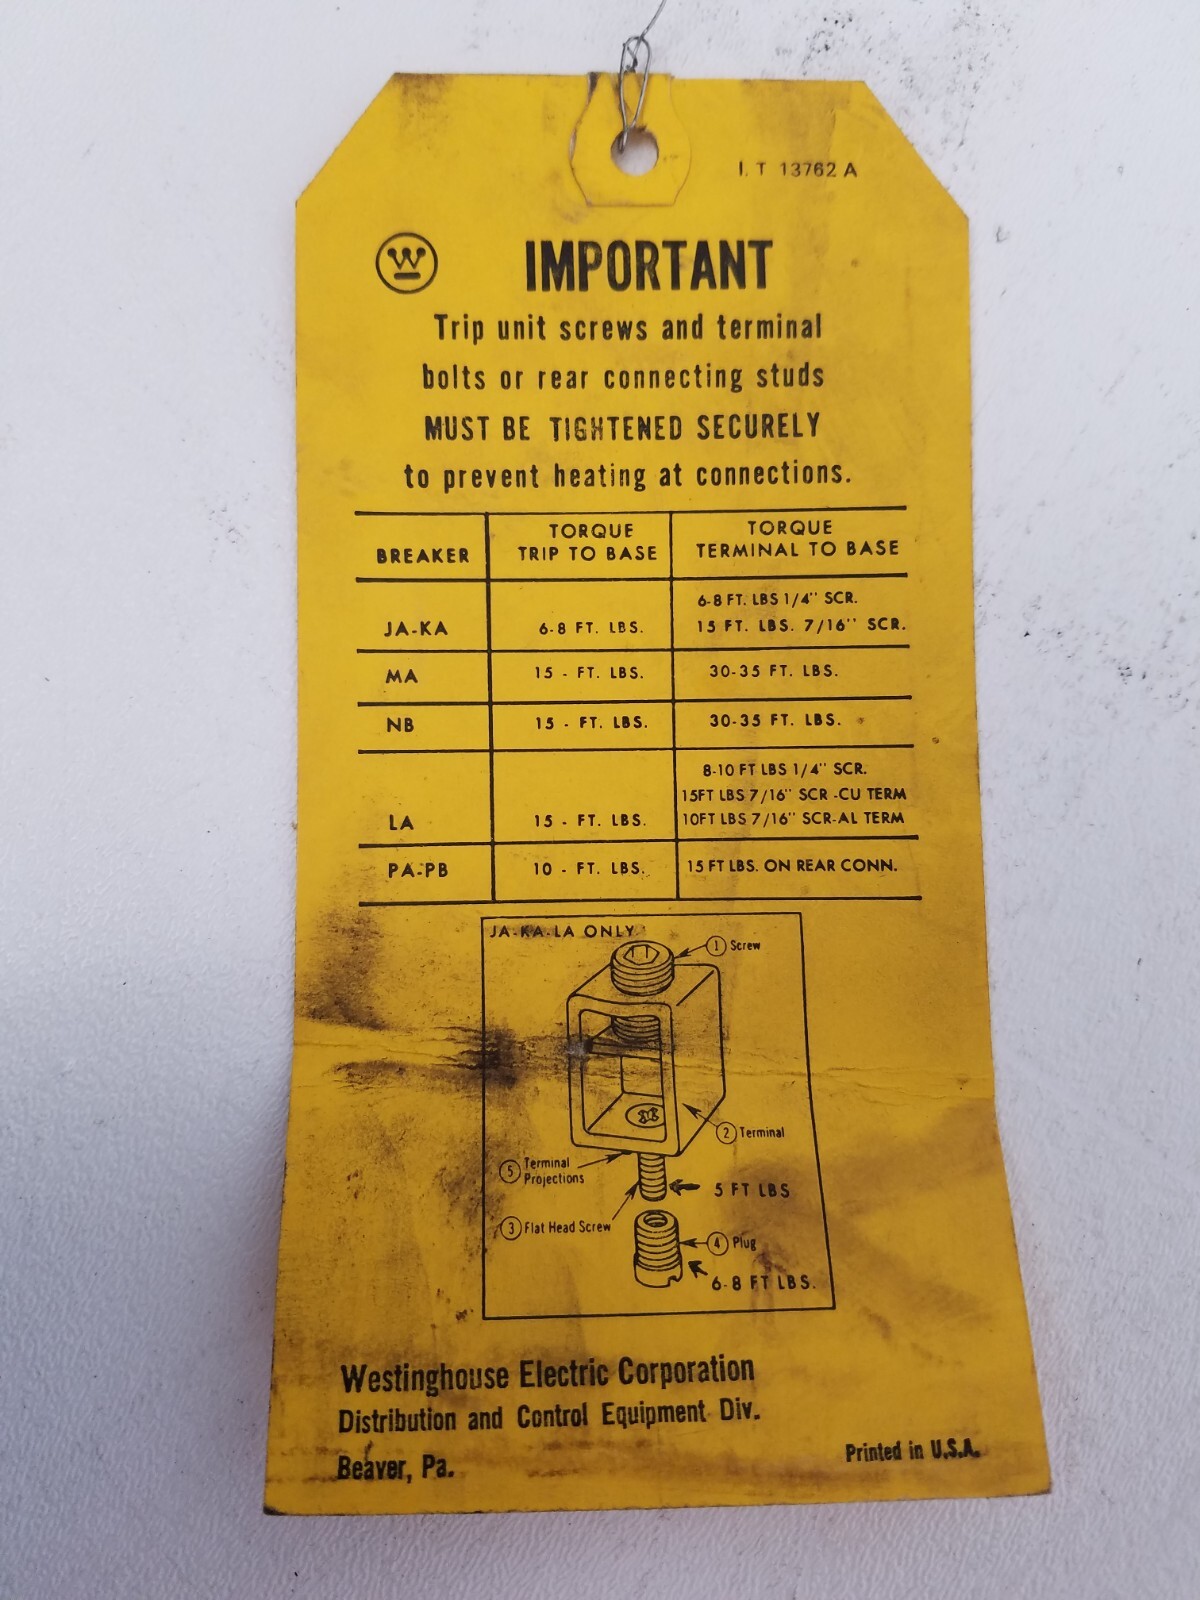 I. T 13762 A
W
IMPORTANT
Trip unit screws and terminal
bolts or rear connecting studs
MUST BE TIGHTENED SECURELY
to prevent heating at connections.
BREAKER
TORQUE
TRIP TO BASE
TORQUE
TERMINAL TO BASE
JA-KA
6-8 FT. LBS.
6-8 FT. LBS 1/4" SCR.
15 FT. LBS. 7/16" SCR.
MA
15 - FT. LBS.
30-35 FT. LBS.
NB
15 - FT. LBS.
30-35 FT. LBS.
LA
15 - FT. LBS.
8-10 FT LBS 1/4" SCR.
15FT LBS 7/16" SCR -CU TERM
10FT LBS 7/16" SCR-AL TERM
PA-PB
10 - FT. LBS.
15 FT LBS. ON REAR CONN.
JA-KA-LA ONLY
1 Screw
2 Terminal
5 Terminal
Projections
5 FT LBS
3 Flat Head Screw
4 Plug
6-8 FT LBS.
Westinghouse Electric Corporation
Distribution and Control Equipment Div.
Beaver, Pa.
Printed in U.S.A.